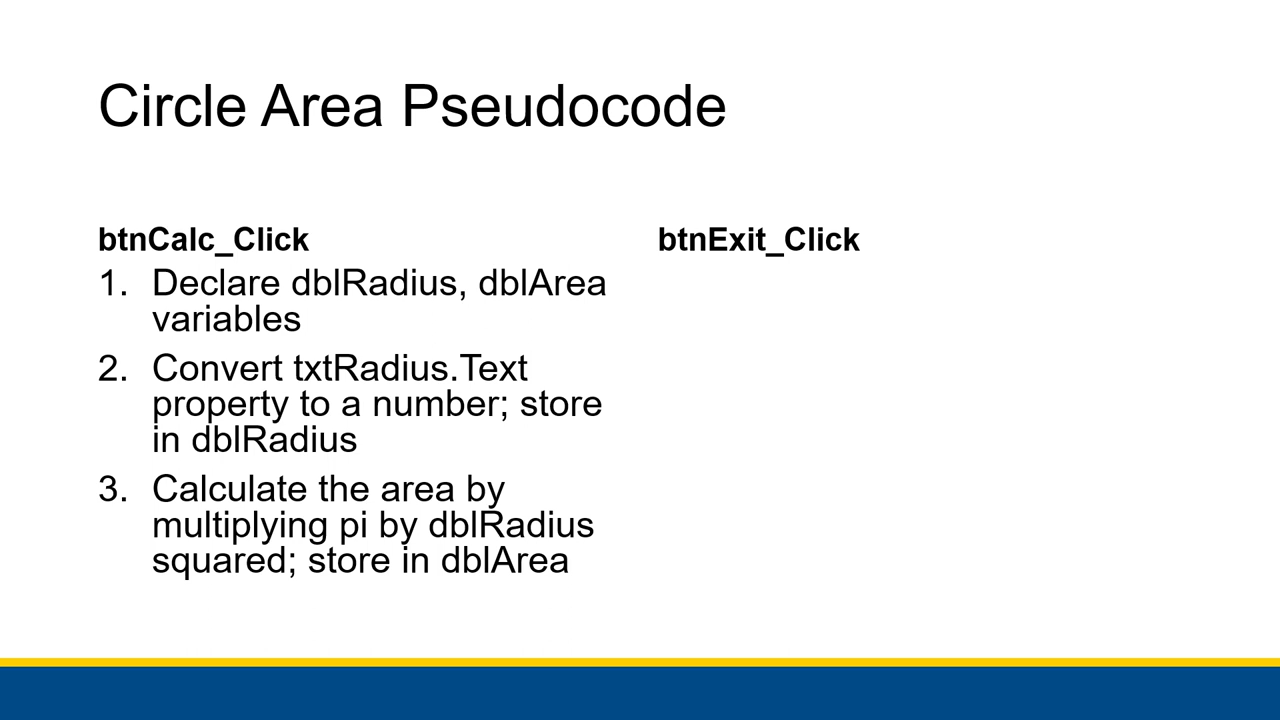 Circle Area Pseudocode
btnCalc_Click
1. Declare dblRadius, dblArea
variables
2. Convert txtRadius.Text
property to a number; store
in dblRadius
3. Calculate the area by
multiplying pi by dblRadius
squared; store in dblArea
btnExit_Click